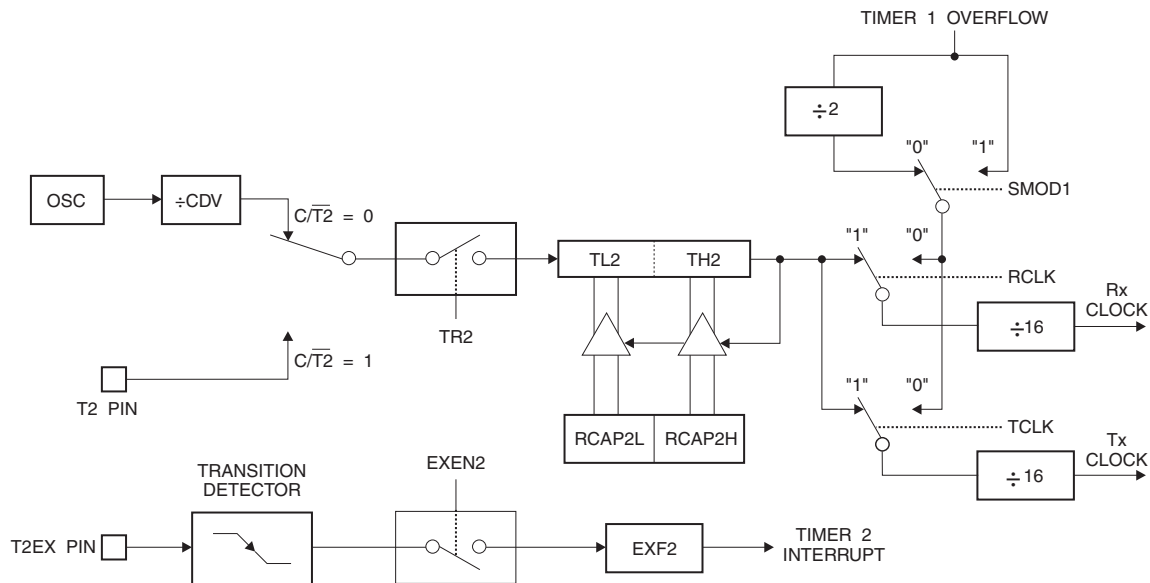 TIMER 1 OVERFLOW
÷2
"0" "1"
OSC
÷CDV
C/T2 = 0
SMOD1
TL2
TH2
"1" "0"
RCLK
Rx
CLOCK
TR2
÷16
C/T2 = 1
T2 PIN
"1" "0"
RCAP2L
RCAP2H
TCLK
Tx
CLOCK
÷16
TRANSITION
DETECTOR
EXEN2
T2EX PIN
EXF2
TIMER 2
INTERRUPT